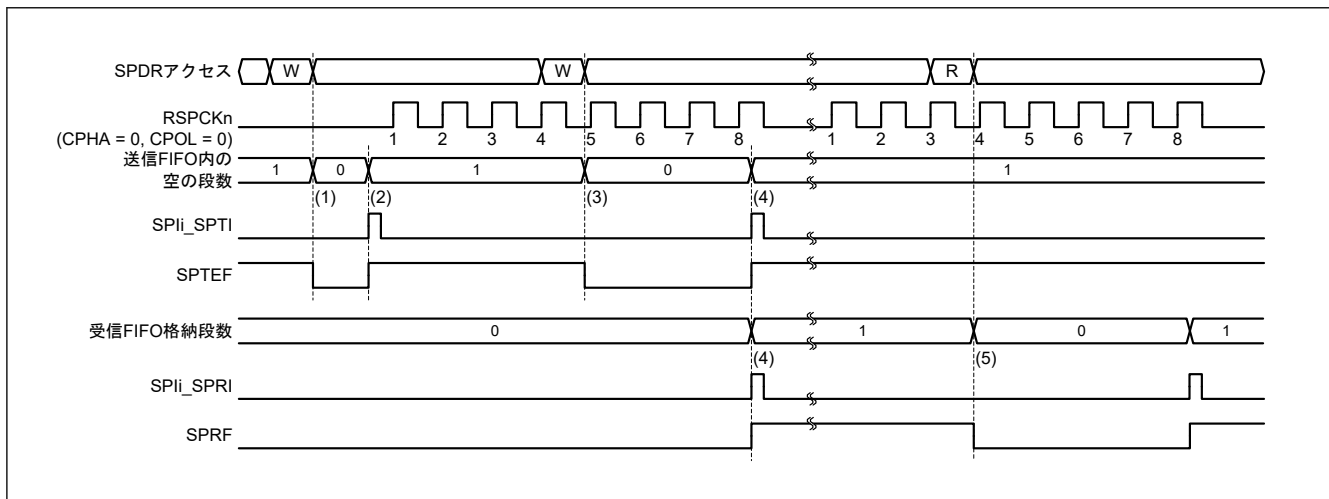 SPDRアクセス W W R
RSPCKn
(CPHA = 0, CPOL = 0) 1 2 3 4 5 6 7 8 1 2 3 4 5 6 7 8
送信FIFO内の
空の段数 1 0 1 0 1
(1) (2) (3) (4)
SPIi_SPTI
SPTEF
受信FIFO格納段数 0 1 0 1
(4) (5)
SPIi_SPRI
SPRF